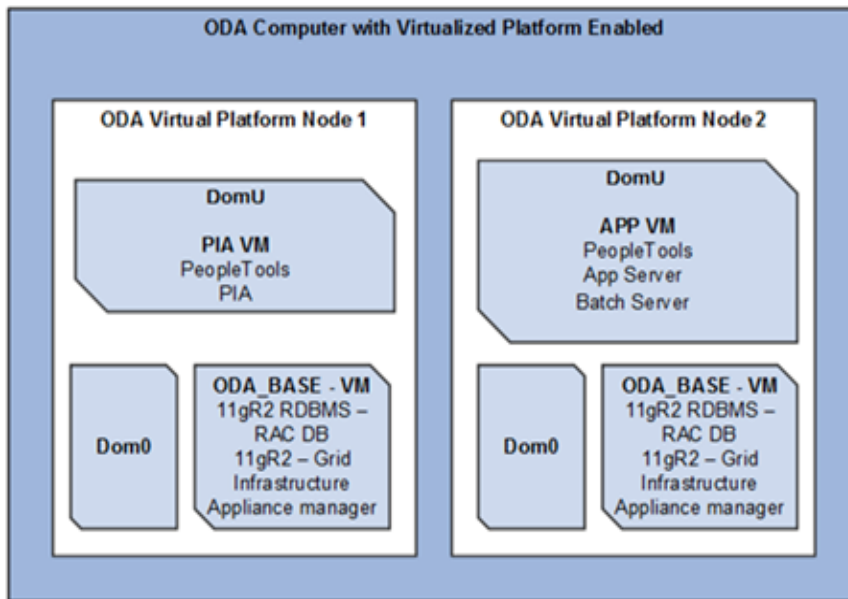 ODA Computer with Virtualized Platform Enabled
ODA Virtual Platform Node 1
DomU
PIA VM
PeopleTools
PIA
Dom0
ODA_BASE - VM
11gR2 RDBMS –
RAC DB
11gR2 – Grid
Infrastructure
Appliance manager
ODA Virtual Platform Node 2
DomU
APP VM
PeopleTools
App Server
Batch Server
Dom0
ODA_BASE - VM
11gR2 RDBMS –
RAC DB
11gR2 – Grid
Infrastructure
Appliance manager